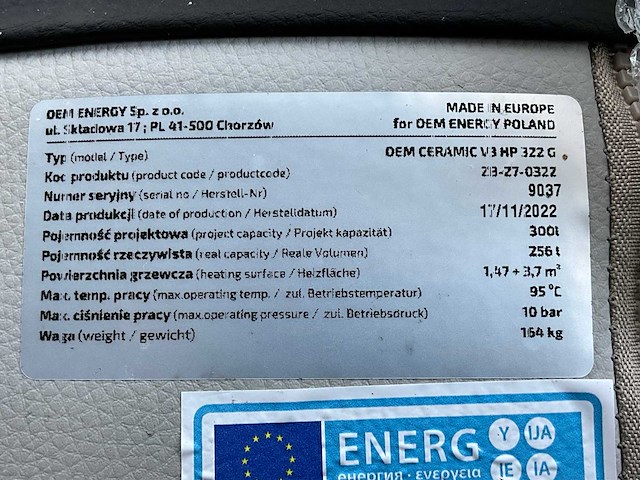 OEM ENERGY Sp. z o.o.
ul. Składowa 17; PL 41-500 Chorzów
MADE IN EUROPE
for OEM ENERGY POLAND
Typ (model / Type) OEM CERAMIC V3 HP 322 G
Kod produktu (product code / productcode) ZB-Z7-0322
Numer seryjny (serial no / Herstell-Nr) 9037
Data produkcji (date of production / Herstelldatum) 17/11/2022
Pojemność projektowa (project capacity / Projekt kapazität) 300l
Pojemność rzeczywista (real capacity / Reale Volumen) 256 l
Powierzchnia grzewcza (heating surface / Heizfläche) 1,47 + 3,7 m²
Max. temp. pracy (max.operating temp. / zul. Betriebstemperatur) 95 °C
Max. ciśnienie pracy (max.operating pressure / zul. Betriebsdruck) 10 bar
Waga (weight / gewicht) 164 kg
ENERG Y IJA
енергия · ενεργεια IE IA